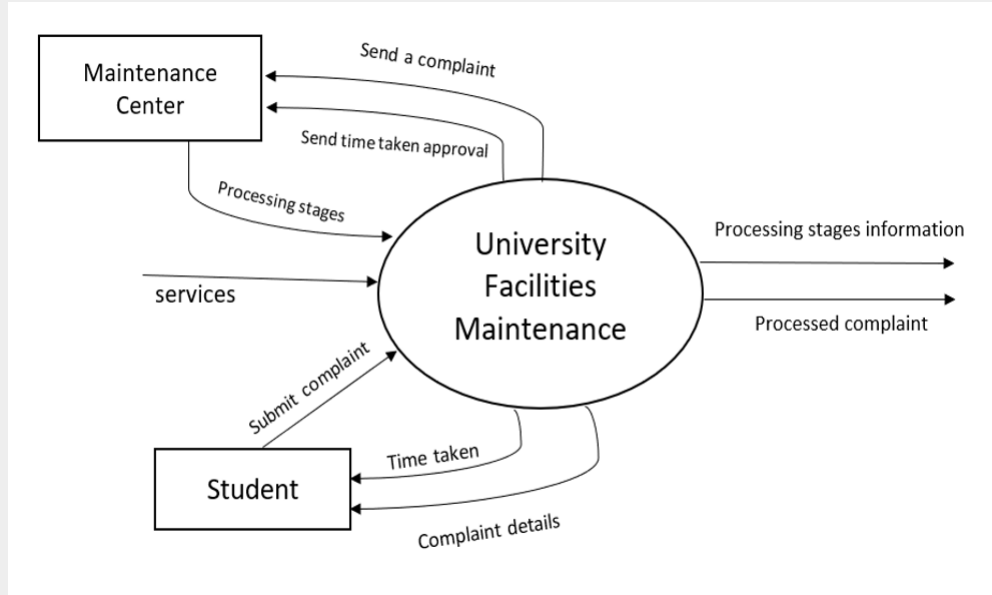 Send a complaint
Maintenance
Center
Send time taken approval
Processing stages
University
Facilities
Maintenance
Processing stages information
services
Processed complaint
Submit complaint
Time taken
Student
Complaint details